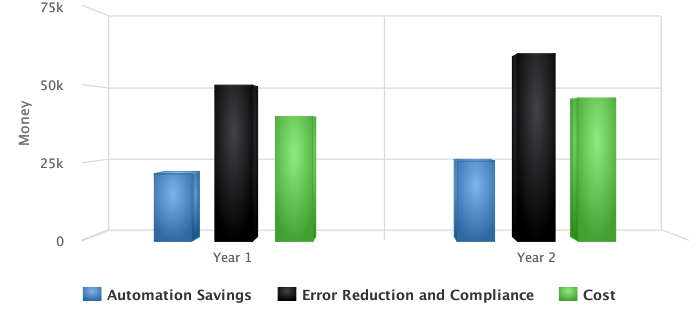 75k
50k
25k
0
Money
Year 1
Year 2
Automation Savings
Error Reduction and Compliance
Cost